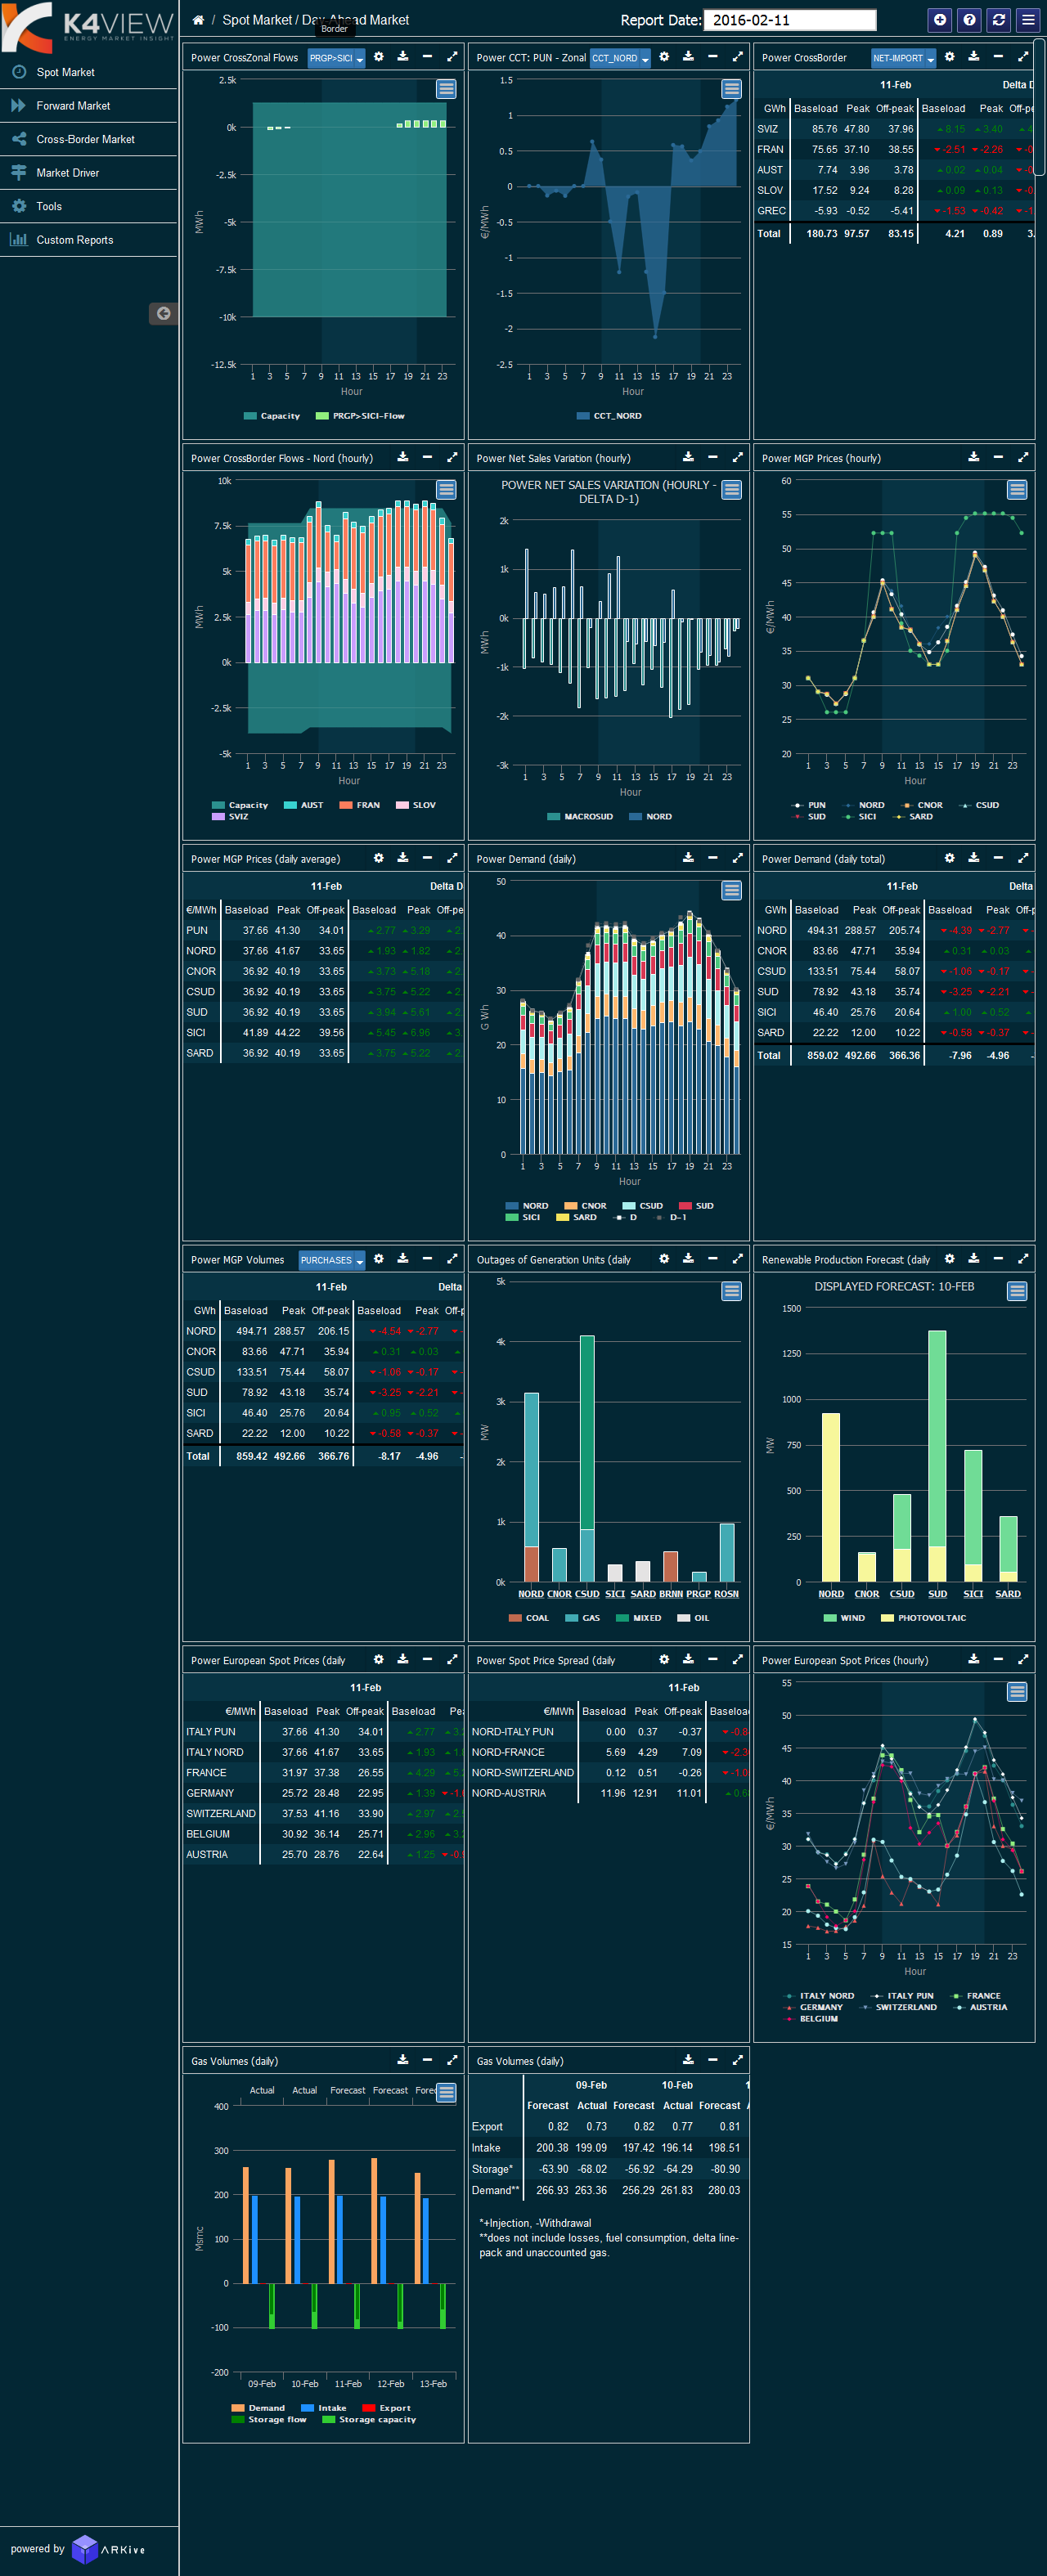 K4VIEW
ENERGY MARKET INSIGHT
Spot Market
Forward Market
Cross-Border Market
Market Driver
Tools
Custom Reports
/ Spot Market / Day-Ahead Market
Border
Report Date: 2016-02-11
Power CrossZonal Flows PRGP>SICI
2.5k
0k
-2.5k
-5k
-7.5k
-10k
-12.5k
MWh
1 3 5 7 9 11 13 15 17 19 21 23
Hour
Capacity PRGP>SICI-Flow
Power CCT: PUN - Zonal CCT_NORD
1.5
1
0.5
0
-0.5
-1
-1.5
-2
-2.5
€/MWh
1 3 5 7 9 11 13 15 17 19 21 23
Hour
CCT_NORD
Power CrossBorder NET-IMPORT
11-Feb Delta D
GWh Baseload Peak Off-peak Baseload Peak Off-pe
SVIZ 85.76 47.80 37.96 8.15 3.40 4
FRAN 75.65 37.10 38.55 -2.51 -2.26 -0
AUST 7.74 3.96 3.78 0.02 0.04 -0
SLOV 17.52 9.24 8.28 0.09 0.13 -0
GREC -5.93 -0.52 -5.41 -1.53 -0.42 -1
Total 180.73 97.57 83.15 4.21 0.89 3.
Power CrossBorder Flows - Nord (hourly)
10k
7.5k
5k
2.5k
0k
-2.5k
-5k
MWh
1 3 5 7 9 11 13 15 17 19 21 23
Hour
Capacity AUST FRAN SLOV
SVIZ
Power Net Sales Variation (hourly)
POWER NET SALES VARIATION (HOURLY -
DELTA D-1)
2k
1k
0k
-1k
-2k
-3k
MWh
1 3 5 7 9 11 13 15 17 19 21 23
Hour
MACROSUD NORD
Power MGP Prices (hourly)
60
55
50
45
40
35
30
25
20
€/MWh
1 3 5 7 9 11 13 15 17 19 21 23
Hour
PUN NORD CNOR CSUD
SUD SICI SARD
Power MGP Prices (daily average)
11-Feb Delta D
€/MWh Baseload Peak Off-peak Baseload Peak Off-pe
PUN 37.66 41.30 34.01 2.77 3.29 2.
NORD 37.66 41.67 33.65 1.93 1.82 2.
CNOR 36.92 40.19 33.65 3.73 5.18 2.
CSUD 36.92 40.19 33.65 3.75 5.22 2.
SUD 36.92 40.19 33.65 3.94 5.61 2.
SICI 41.89 44.22 39.56 5.45 6.96 3
SARD 36.92 40.19 33.65 3.75 5.22 2.
Power Demand (daily)
50
40
30
20
10
0
G Wh
1 3 5 7 9 11 13 15 17 19 21 23
Hour
NORD CNOR CSUD SUD
SICI SARD D D-1
Power Demand (daily total)
11-Feb Delta
GWh Baseload Peak Off-peak Baseload Peak Off-p
NORD 494.31 288.57 205.74 -4.39 -2.77 -
CNOR 83.66 47.71 35.94 0.31 0.03
CSUD 133.51 75.44 58.07 -1.06 -0.17 -
SUD 78.92 43.18 35.74 -3.25 -2.21 -
SICI 46.40 25.76 20.64 1.00 0.52
SARD 22.22 12.00 10.22 -0.58 -0.37 -
Total 859.02 492.66 366.36 -7.96 -4.96 -
Power MGP Volumes PURCHASES
11-Feb Delta
GWh Baseload Peak Off-peak Baseload Peak Off-p
NORD 494.71 288.57 206.15 -4.54 -2.77 -
CNOR 83.66 47.71 35.94 0.31 0.03
CSUD 133.51 75.44 58.07 -1.06 -0.17 -
SUD 78.92 43.18 35.74 -3.25 -2.21 -
SICI 46.40 25.76 20.64 0.95 0.52
SARD 22.22 12.00 10.22 -0.58 -0.37 -
Total 859.42 492.66 366.76 -8.17 -4.96 -
Outages of Generation Units (daily
5k
4k
3k
2k
1k
0k
MW
NORD CNOR CSUD SICI SARD BRNN PRGP ROSN
COAL GAS MIXED OIL
Renewable Production Forecast (daily
DISPLAYED FORECAST: 10-FEB
1500
1250
1000
750
500
250
0
MW
NORD CNOR CSUD SUD SICI SARD
WIND PHOTOVOLTAIC
Power European Spot Prices (daily
11-Feb
€/MWh Baseload Peak Off-peak Baseload Pea
ITALY PUN 37.66 41.30 34.01 2.77 3.
ITALY NORD 37.66 41.67 33.65 1.93 1.
FRANCE 31.97 37.38 26.55 4.29 5.
GERMANY 25.72 28.48 22.95 1.39 -1.
SWITZERLAND 37.53 41.16 33.90 2.97 2.
BELGIUM 30.92 36.14 25.71 2.96 3.
AUSTRIA 25.70 28.76 22.64 1.25 -0.
Power Spot Price Spread (daily
11-Feb
€/MWh Baseload Peak Off-peak Baseloa
NORD-ITALY PUN 0.00 0.37 -0.37 -0.8
NORD-FRANCE 5.69 4.29 7.09 -2.3
NORD-SWITZERLAND 0.12 0.51 -0.26 -1.0
NORD-AUSTRIA 11.96 12.91 11.01 0.6
Power European Spot Prices (hourly)
55
50
45
40
35
30
25
20
15
€/MWh
1 3 5 7 9 11 13 15 17 19 21 23
Hour
ITALY NORD ITALY PUN FRANCE
GERMANY SWITZERLAND AUSTRIA
BELGIUM
Gas Volumes (daily)
Actual Actual Forecast Forecast Forec
400
300
200
100
0
-100
-200
Msmc
09-Feb 10-Feb 11-Feb 12-Feb 13-Feb
Demand Intake Export
Storage flow Storage capacity
Gas Volumes (daily)
09-Feb 10-Feb 1
Forecast Actual Forecast Actual Forecast A
Export 0.82 0.73 0.82 0.77 0.81
Intake 200.38 199.09 197.42 196.14 198.51
Storage* -63.90 -68.02 -56.92 -64.29 -80.90
Demand** 266.93 263.36 256.29 261.83 280.03
*+Injection, -Withdrawal
**does not include losses, fuel consumption, delta line-
pack and unaccounted gas.
powered by ARKive